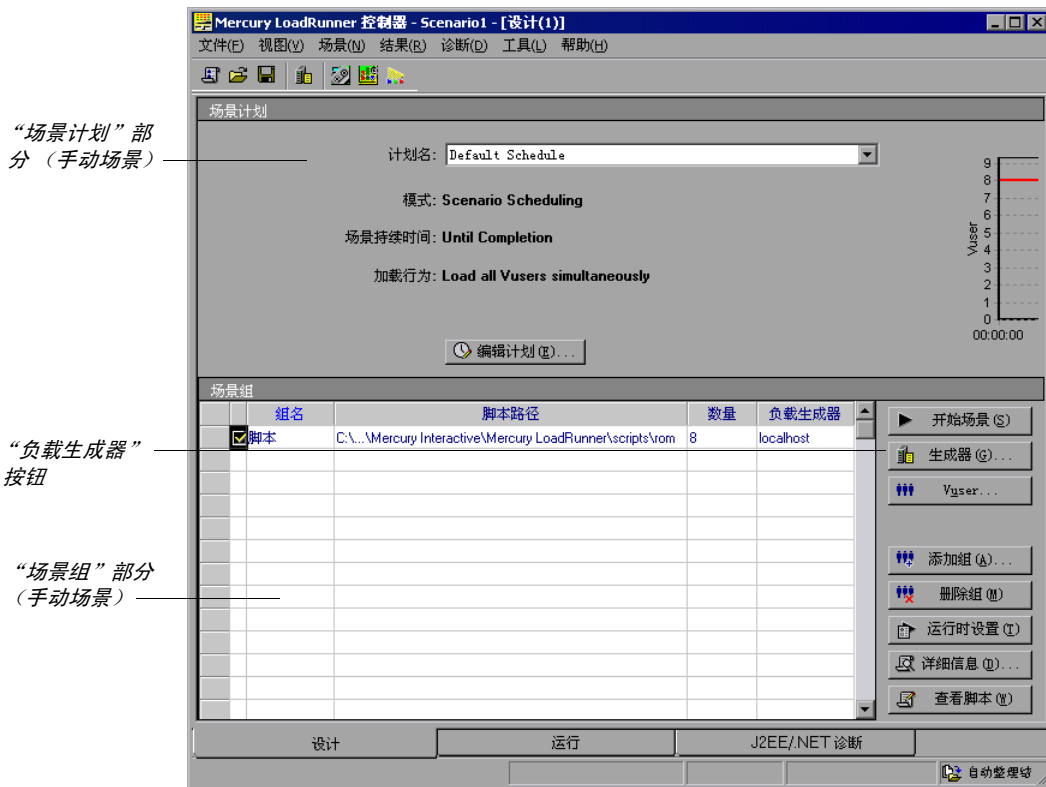 Mercury LoadRunner 控制器 - Scenario1 - [设计(1)]
文件(F) 视图(V) 场景(N) 结果(R) 诊断(D) 工具(L) 帮助(H)
场景计划
“场景计划”部
分 （手动场景）
计划名: Default Schedule
模式: Scenario Scheduling
场景持续时间: Until Completion
加载行为: Load all Vusers simultaneously
编辑计划(E)...
Vuser
9
8
7
6
5
4
3
2
1
0
00:00:00
场景组
组名 脚本路径 数量 负载生成器
脚本 C:\...\Mercury Interactive\Mercury LoadRunner\scripts\rom 8 localhost
“负载生成器”
按钮
“场景组”部分
（手动场景）
开始场景(S)
生成器(G)...
Vuser...
添加组(A)...
删除组(M)
运行时设置(T)
详细信息(D)...
查看脚本(W)
设计 运行 J2EE/.NET 诊断
自动整理结